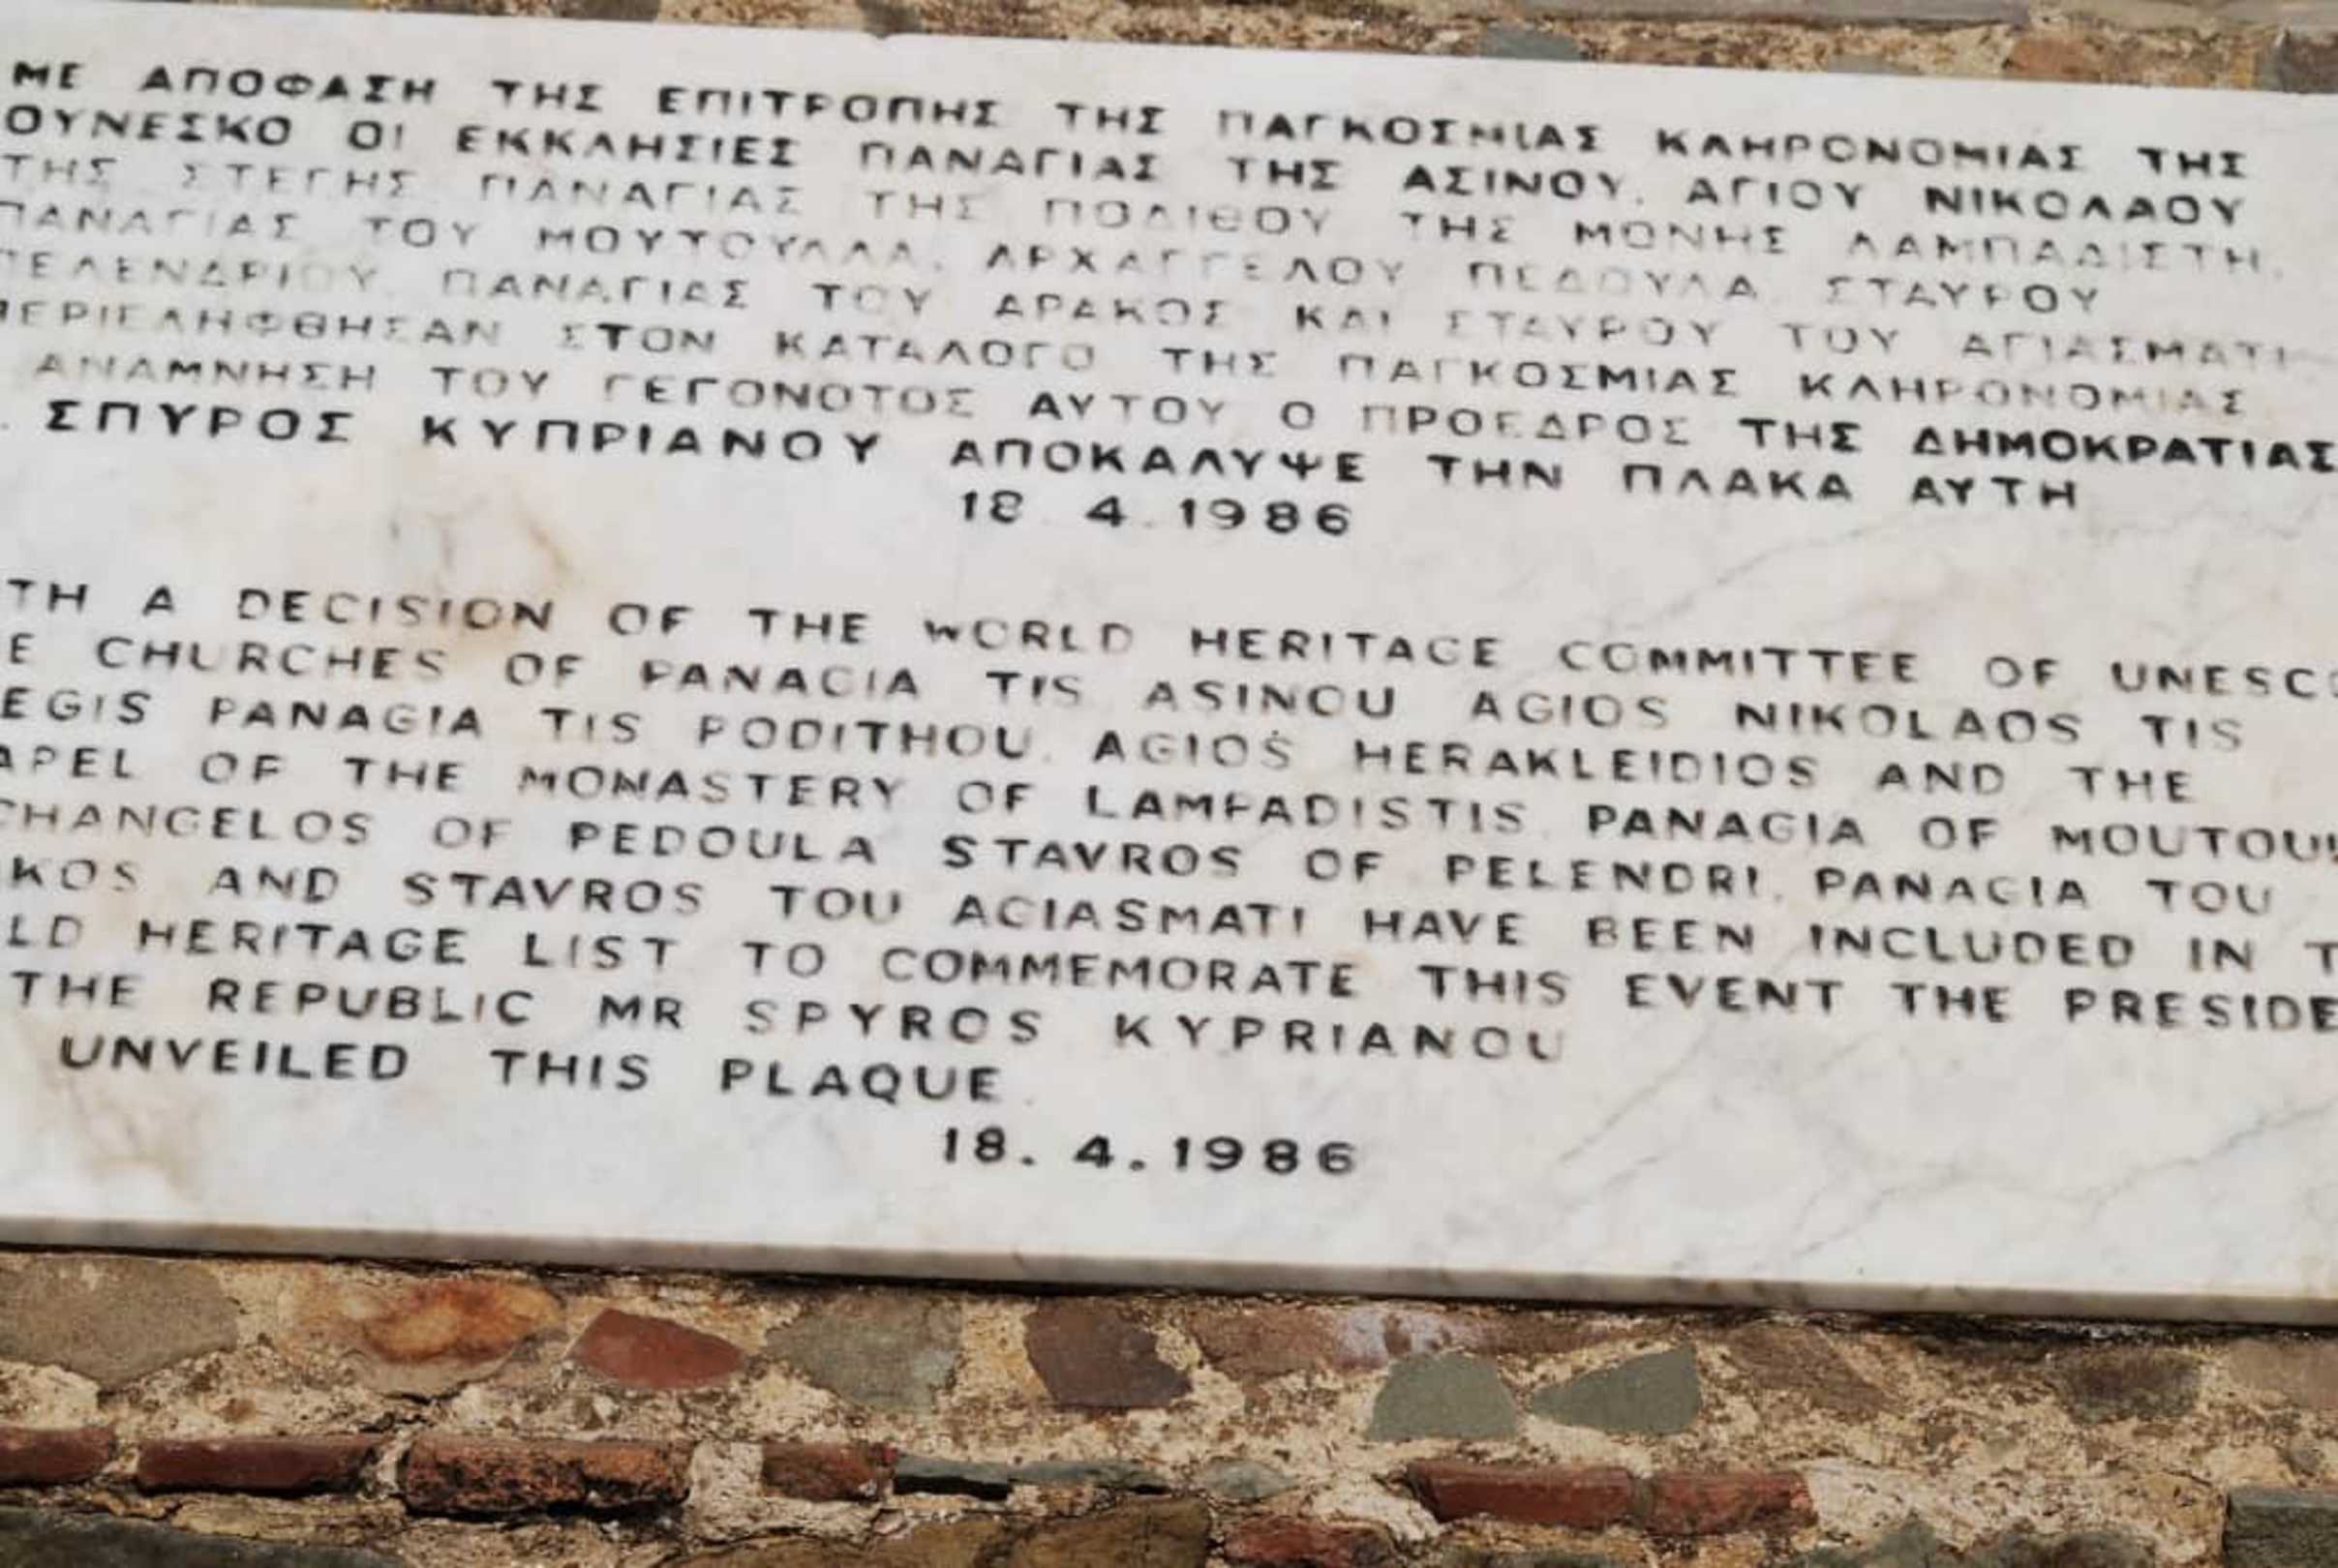 ΜΕ ΑΠΟΦΑΣΗ ΤΗΣ ΕΠΙΤΡΟΠΗΣ ΤΗΣ ΠΑΓΚΟΣΜΙΑΣ ΚΛΗΡΟΝΟΜΙΑΣ ΤΗΣ
ΟΥΝΕΣΚΟ ΟΙ ΕΚΚΛΗΣΙΕΣ ΠΑΝΑΓΙΑΣ ΤΗΣ ΑΣΙΝΟΥ, ΑΓΙΟΥ ΝΙΚΟΛΑΟΥ
ΤΗΣ ΣΤΕΓΗΣ ΠΑΝΑΓΙΑΣ ΤΗΣ ΠΟΔΙΘΟΥ ΤΗΣ ΜΟΝΗΣ ΛΑΜΠΑΔΙΣΤΗ,
ΠΑΝΑΓΙΑΣ ΤΟΥ ΜΟΥΤΟΥΛΛΑ, ΑΡΧΑΓΓΕΛΟΥ ΠΕΔΟΥΛΑ ΣΤΑΥΡΟΥ
ΠΕΛΕΝΔΡΙΟΥ, ΠΑΝΑΓΙΑΣ ΤΟΥ ΑΡΑΚΟΣ ΚΑΙ ΣΤΑΥΡΟΥ ΤΟΥ ΑΓΙΑΣΜΑΤΙ
ΠΕΡΙΕΛΗΦΘΗΣΑΝ ΣΤΟΝ ΚΑΤΑΛΟΓΟ ΤΗΣ ΠΑΓΚΟΣΜΙΑΣ ΚΛΗΡΟΝΟΜΙΑΣ
ΑΝΑΜΝΗΣΗ ΤΟΥ ΓΕΓΟΝΟΤΟΣ ΑΥΤΟΥ Ο ΠΡΟΕΔΡΟΣ ΤΗΣ ΔΗΜΟΚΡΑΤΙΑΣ
ΣΠΥΡΟΣ ΚΥΠΡΙΑΝΟΥ ΑΠΟΚΑΛΥΨΕ ΤΗΝ ΠΛΑΚΑ ΑΥΤΗ
18 4 1986
TH A DECISION OF THE WORLD HERITAGE COMMITTEE OF UNESCO
E CHURCHES OF PANAGIA TIS ASINOU AGIOS NIKOLAOS TIS
EGIS PANAGIA TIS PODITHOU, AGIOS HERAKLEIDIOS AND THE
APEL OF THE MONASTERY OF LAMPADISTIS PANAGIA OF MOUTOUL
CHANGELOS OF PEDOULA STAVROS OF PELENDRI, PANAGIA TOU
KOS AND STAVROS TOU AGIASMATI HAVE BEEN INCLUDED IN T
LD HERITAGE LIST TO COMMEMORATE THIS EVENT THE PRESIDE
THE REPUBLIC MR SPYROS KYPRIANOU
UNVEILED THIS PLAQUE
18. 4. 1986